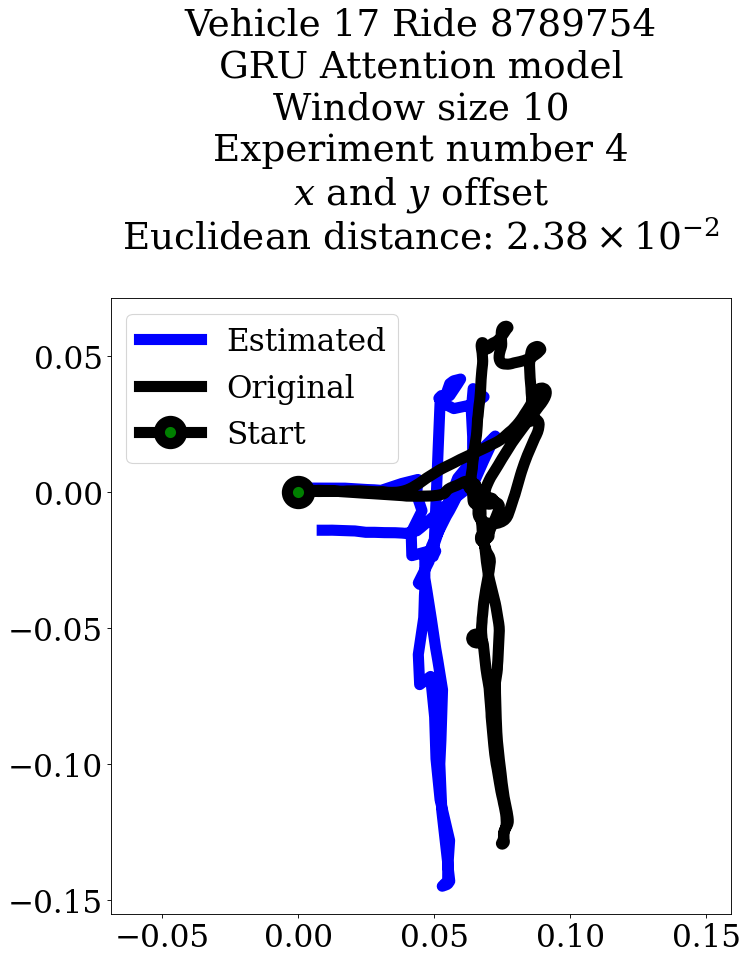 Vehicle 17 Ride 8789754
GRU Attention model
Window size 10
Experiment number 4
x and y offset
Euclidean distance: 2.38 × 10⁻²
Estimated
Original
Start
0.05
0.00
−0.05
−0.10
−0.15
−0.05 0.00 0.05 0.10 0.15